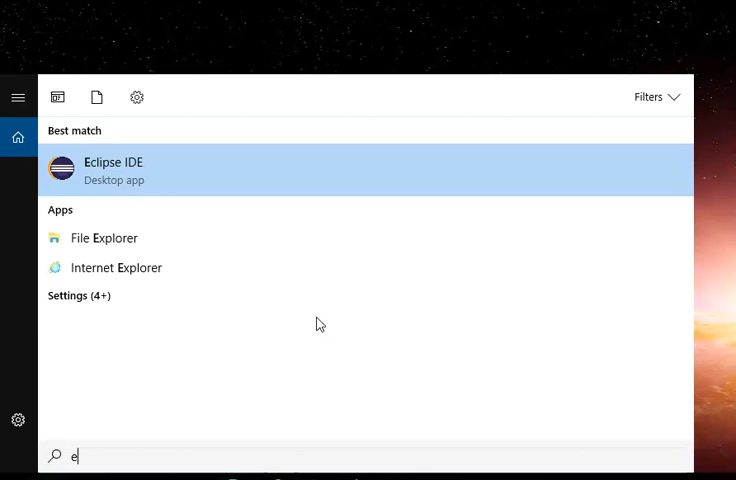 Filters
Best match
Eclipse IDE
Desktop app
Apps
File Explorer
Internet Explorer
Settings (4+)
e